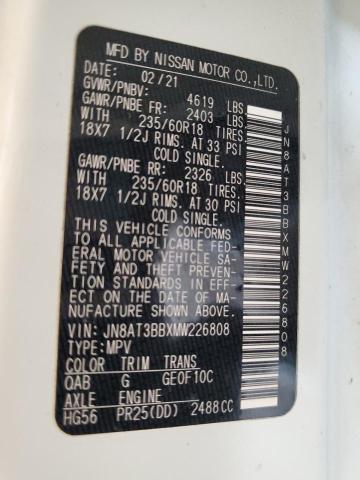 MFD BY NISSAN MOTOR CO.,LTD.
DATE: 02/21
GVWR/PNBV: 4619 LBS
GAWR/PNBE FR: 2403 LBS
WITH 235/60R18 TIRES.
18X7 1/2J RIMS. AT 33 PSI
COLD SINGLE.
GAWR/PNBE RR: 2326 LBS.
WITH 235/60R18 TIRES.
18X7 1/2J RIMS. AT 30 PSI
COLD SINGLE.
THIS VEHICLE CONFORMS
TO ALL APPLICABLE FED-
ERAL MOTOR VEHICLE SA-
FETY AND THEFT PREVENT-
ION STANDARDS IN EFF-
ECT ON THE DATE OF MA-
NUFACTURE SHOWN ABOVE.
VIN:JN8AT3BBXMW226808
TYPE:MPV
COLOR TRIM TRANS
QAB G GE0F10C
AXLE ENGINE
HG56 PR25(DD) 2488CC
JN8AT3BBXMW226808